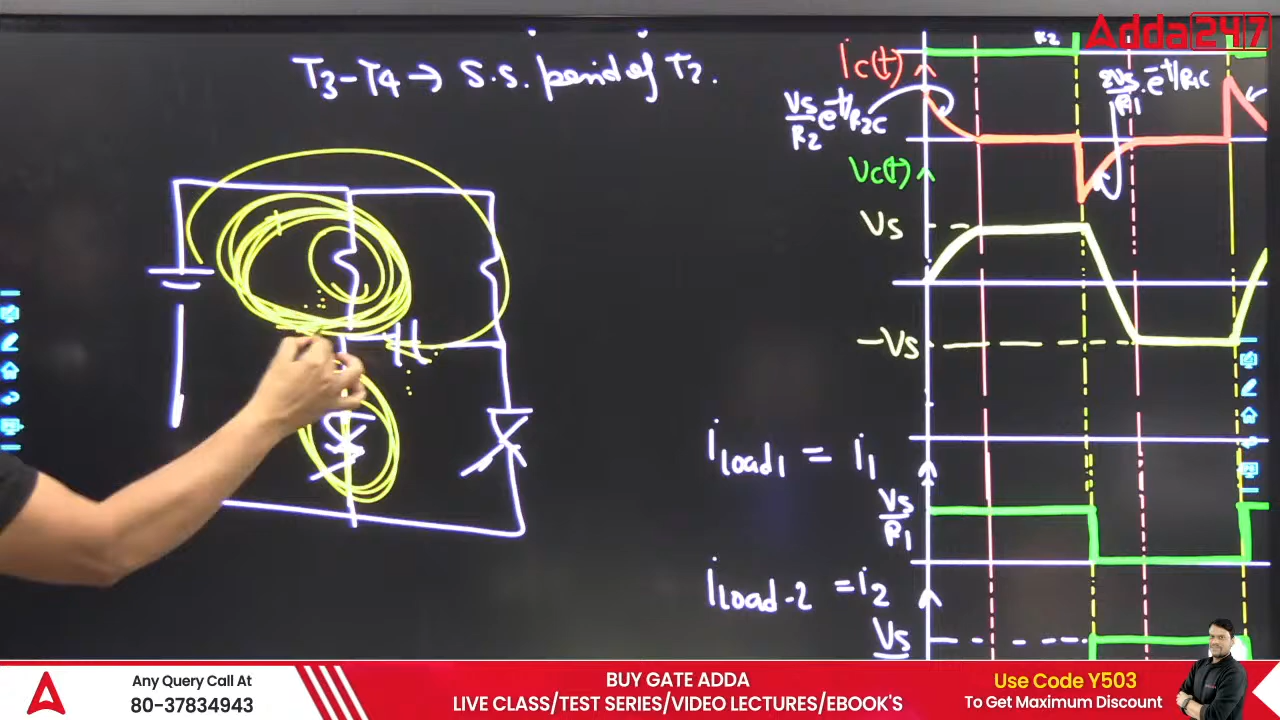 T3-T4 → S.S. period of T2.
Adda247
R2
ic(t)
Vs/R2 e^-t/R2C
2Vs/R1 . e^-t/R1C
Vc(t)
Vs
-Vs
iLoad1 = i1
Vs/R1
iLoad-2 = i2
Vs
Any Query Call At
80-37834943
BUY GATE ADDA
LIVE CLASS/TEST SERIES/VIDEO LECTURES/EBOOK'S
Use Code Y503
To Get Maximum Discount